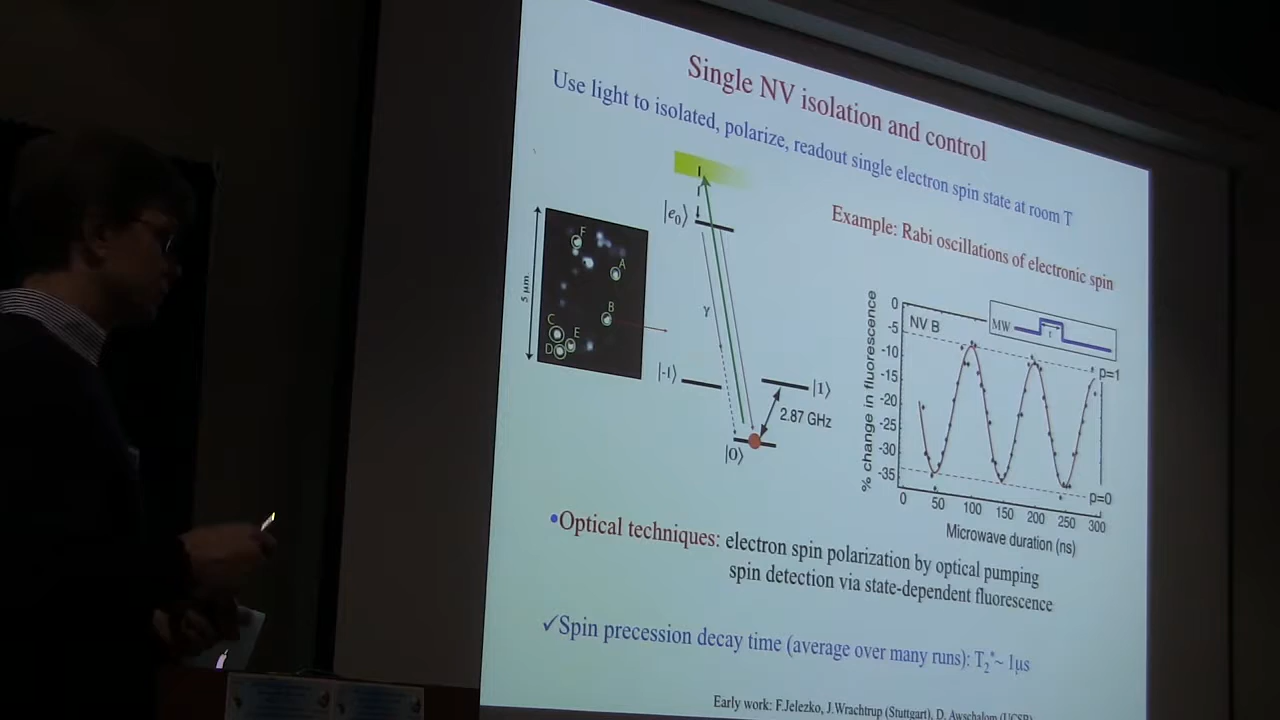 Single NV isolation and control
Use light to isolated, polarize, readout single electron spin state at room T
Example: Rabi oscillations of electronic spin
5 μm
F
A
B
C
E
D
|e₀⟩
γ
|-1⟩
|1⟩
2.87 GHz
|0⟩
% change in fluorescence
0
-5
-10
-15
-20
-25
-30
-35
NV B
MW
t
p=1
p=0
0 50 100 150 200 250 300
Microwave duration (ns)
•Optical techniques: electron spin polarization by optical pumping
spin detection via state-dependent fluorescence
✓Spin precession decay time (average over many runs): T₂*~ 1μs
Early work: F.Jelezko, J.Wrachtrup (Stuttgart), D. Awschalom (UCSB)